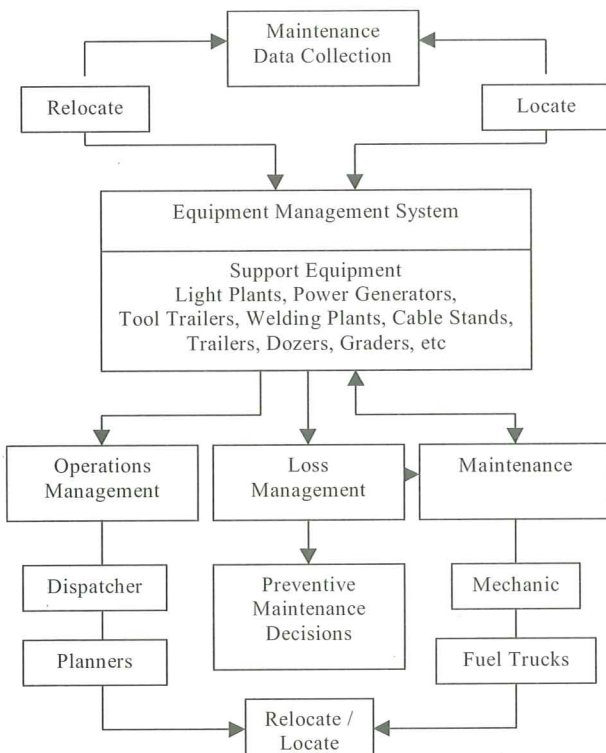 Maintenance
Data Collection
Relocate
Locate
Equipment Management System
Support Equipment
Light Plants, Power Generators,
Tool Trailers, Welding Plants, Cable Stands,
Trailers, Dozers, Graders, etc
Operations
Management
Loss
Management
Maintenance
Dispatcher
Preventive
Maintenance
Decisions
Mechanic
Planners
Fuel Trucks
Relocate /
Locate